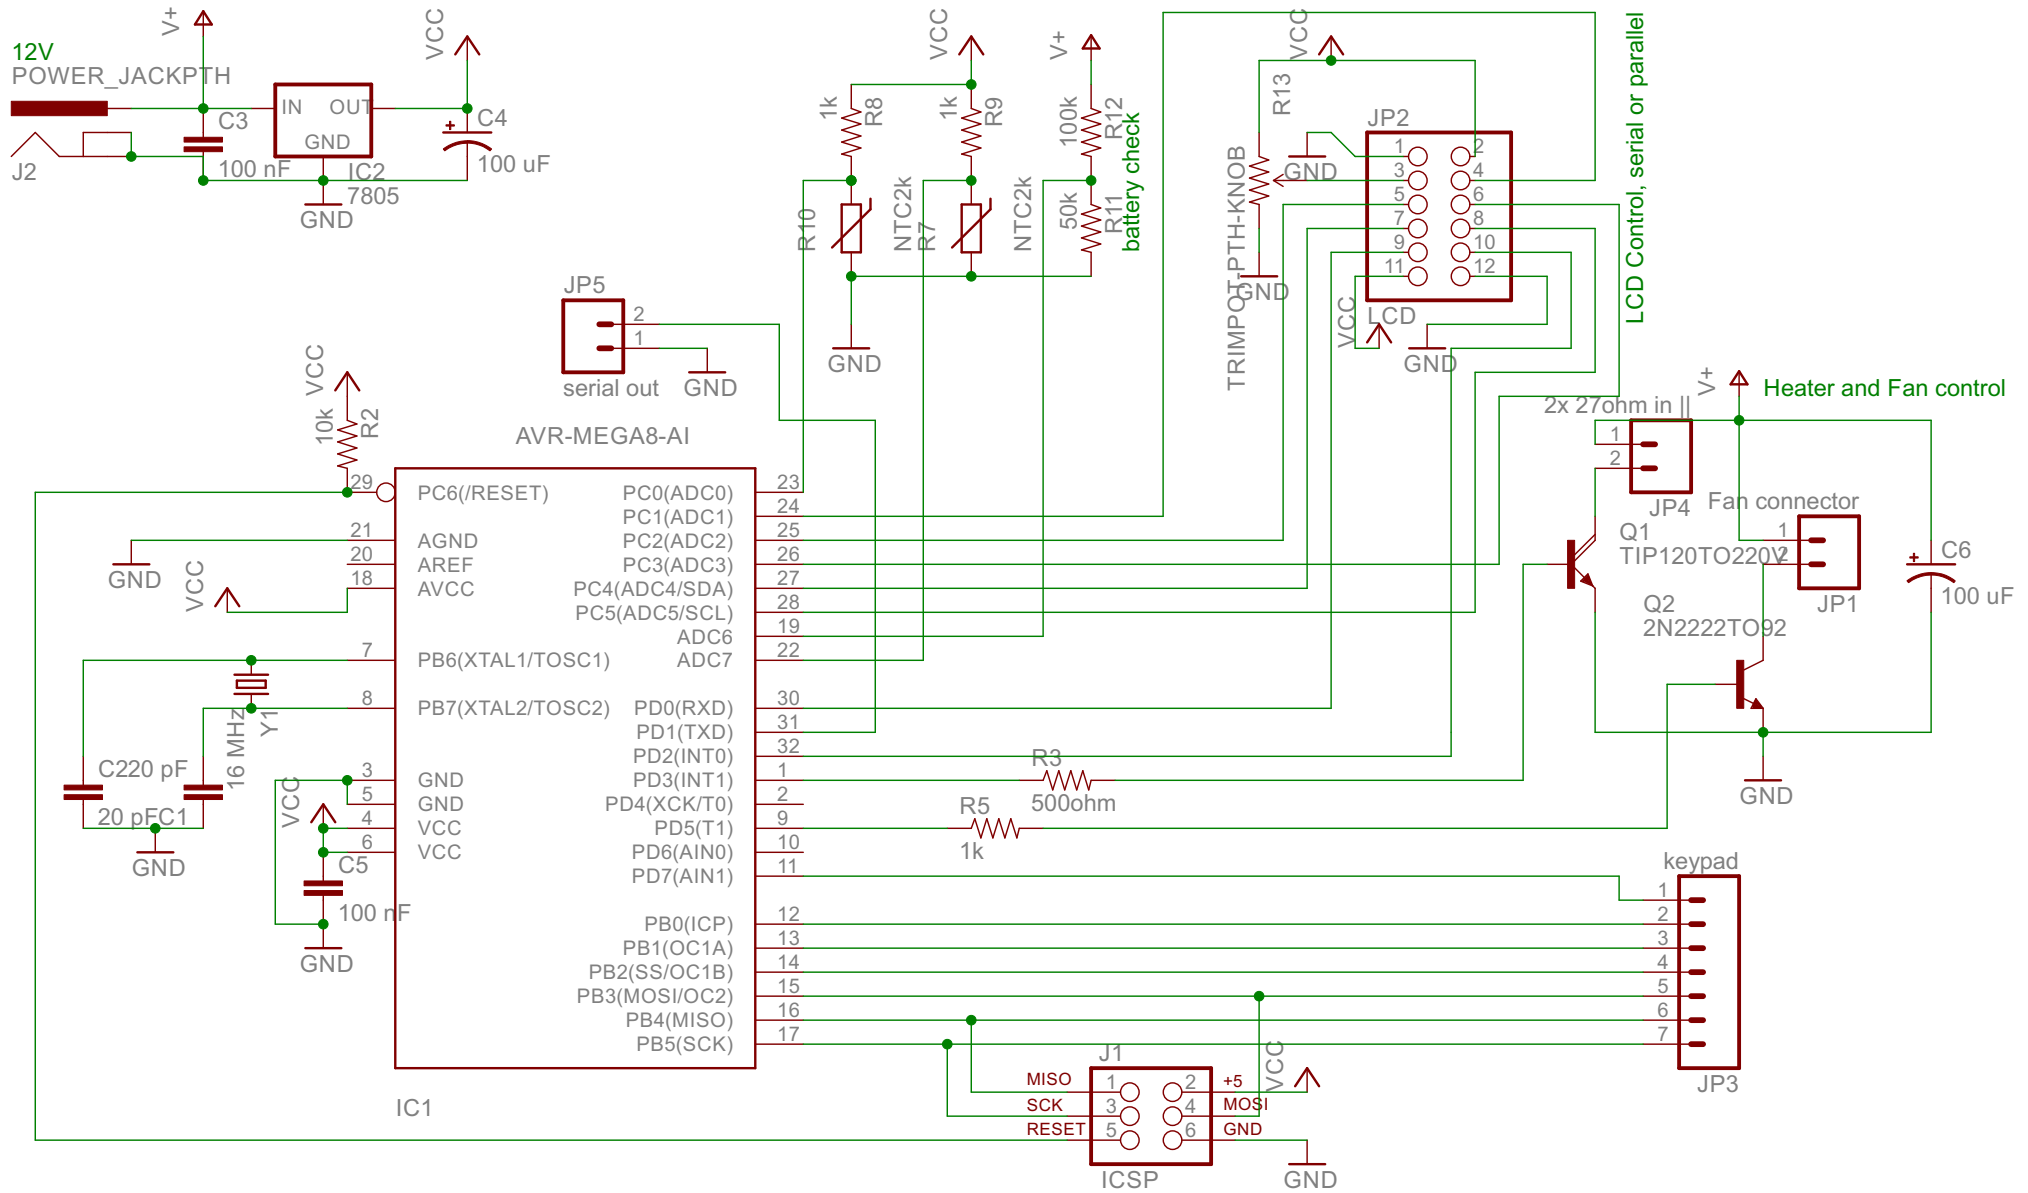 12V
POWER_JACKPTH
J2
V+
C3
100 nF
IN
OUT
GND
IC2
7805
GND
VCC
C4
100 uF
VCC
1k
R8
1k
R9
V+
100k
R12
battery check
R10
NTC2k
R7
NTC2k
50k
R11
GND
VCC
R13
TRIMPOT-PTH-KNOB
GND
GND
JP2
1 2
3 4
5 6
7 8
9 10
11 12
LCD
VCC
GND
LCD Control, serial or parallel
JP5
2
1
serial out
GND
VCC
10k
R2
AVR-MEGA8-AI
29 PC6(/RESET)
21 AGND
20 AREF
18 AVCC
7 PB6(XTAL1/TOSC1)
8 PB7(XTAL2/TOSC2)
3 GND
5 GND
4 VCC
6 VCC
PC0(ADC0) 23
PC1(ADC1) 24
PC2(ADC2) 25
PC3(ADC3) 26
PC4(ADC4/SDA) 27
PC5(ADC5/SCL) 28
ADC6 19
ADC7 22
PD0(RXD) 30
PD1(TXD) 31
PD2(INT0) 32
PD3(INT1) 1
PD4(XCK/T0) 2
PD5(T1) 9
PD6(AIN0) 10
PD7(AIN1) 11
PB0(ICP) 12
PB1(OC1A) 13
PB2(SS/OC1B) 14
PB3(MOSI/OC2) 15
PB4(MISO) 16
PB5(SCK) 17
IC1
GND
VCC
16 MHz
Y1
C220 pF
20 pFC1
GND
VCC
C5
100 nF
GND
R3
500ohm
R5
1k
V+
Heater and Fan control
2x 27ohm in ||
1
2
JP4
Fan connector
1
2
JP1
Q1
TIP120TO220V
Q2
2N2222TO92
C6
100 uF
GND
keypad
1
2
3
4
5
6
7
JP3
J1
MISO 1 2 +5
SCK 3 4 MOSI
RESET 5 6 GND
ICSP
VCC
GND